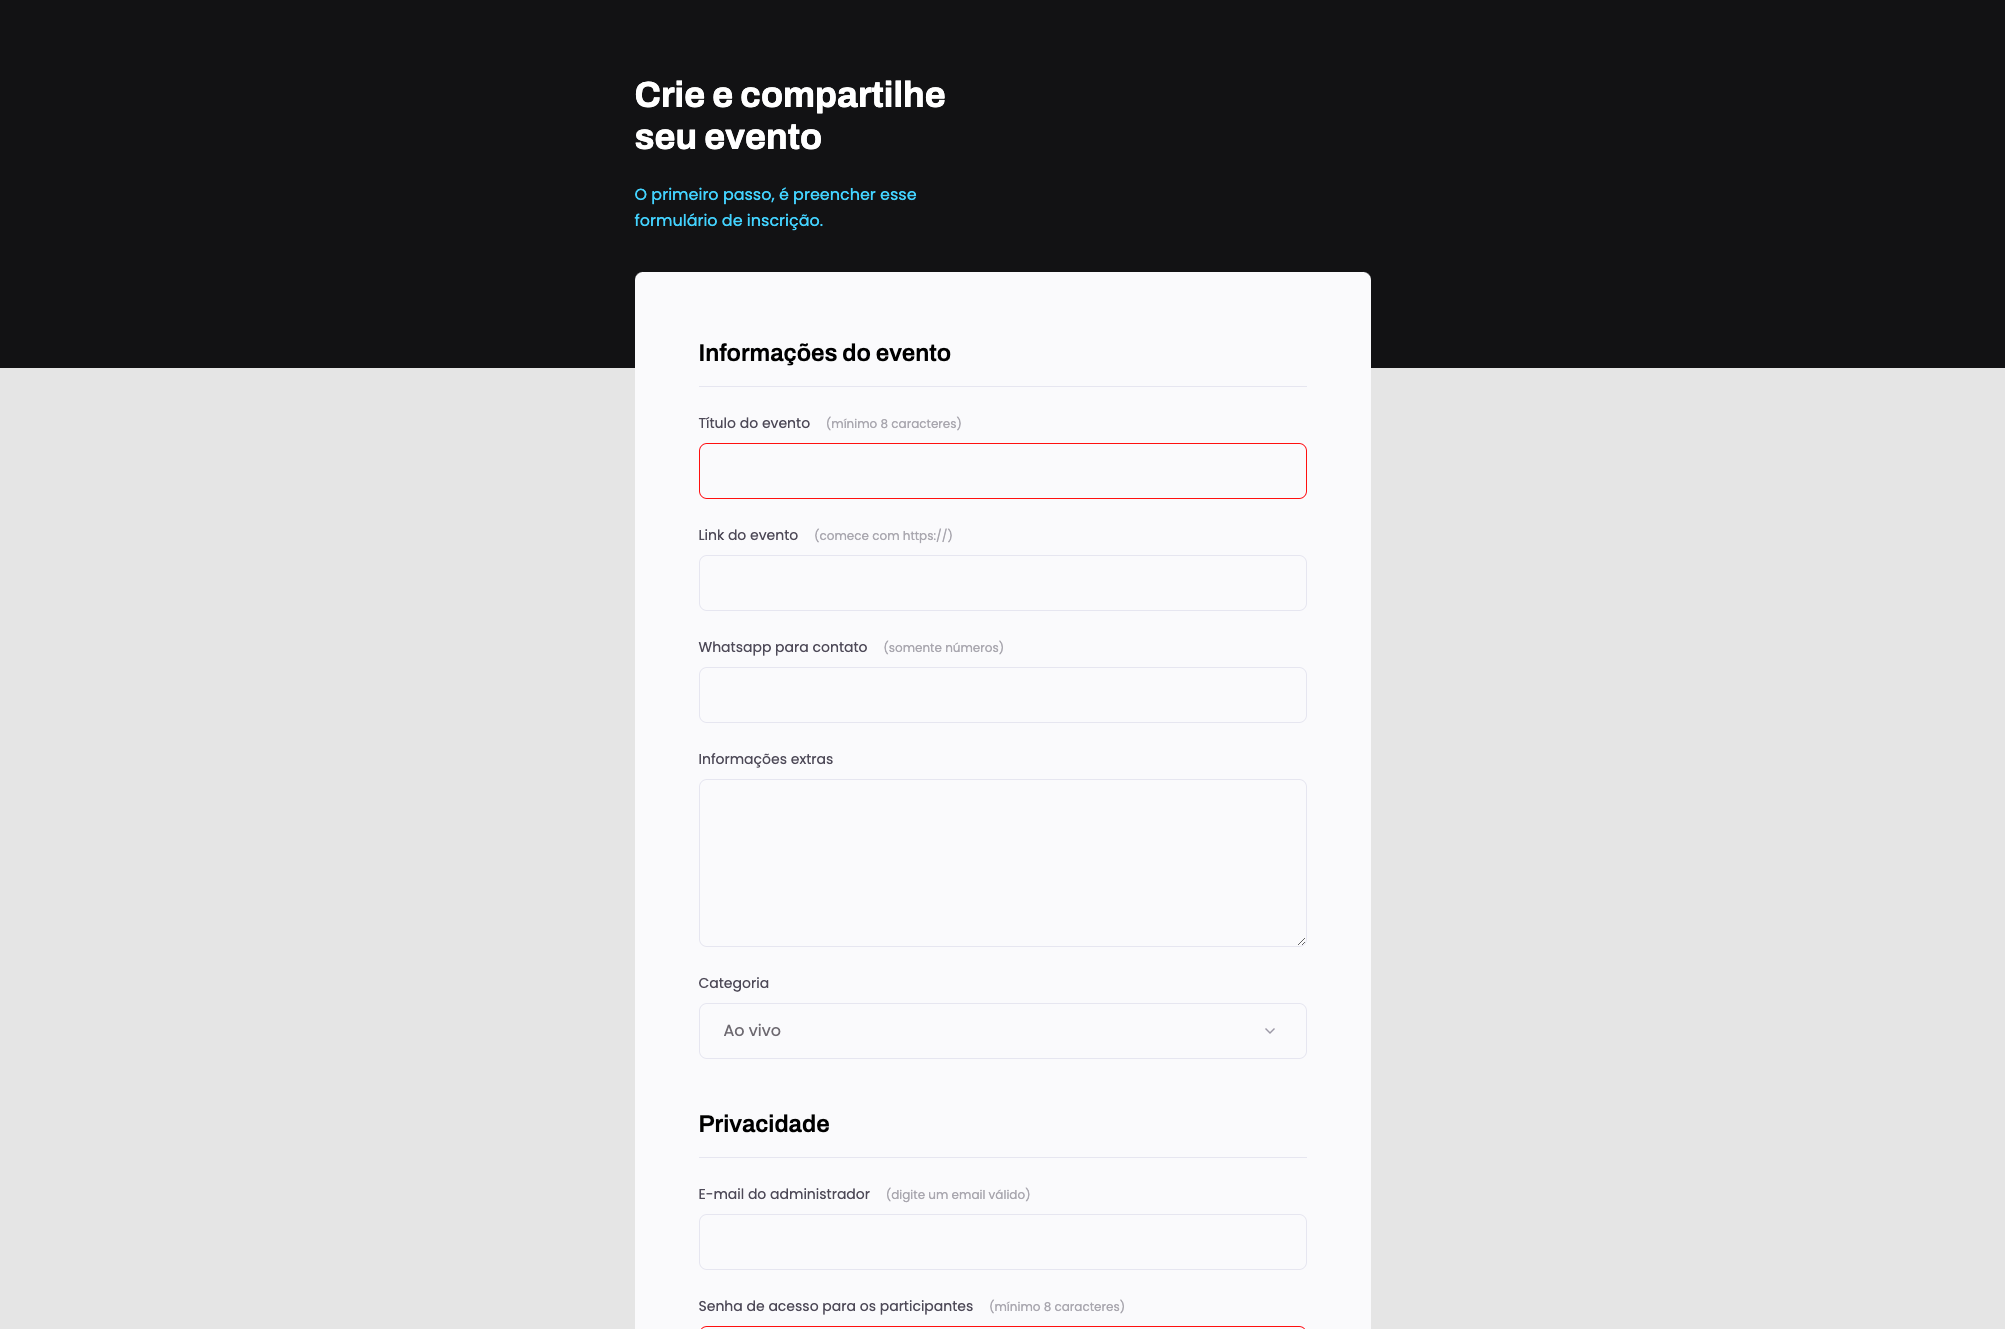 Crie e compartilhe
seu evento
O primeiro passo, é preencher esse
formulário de inscrição.
Informações do evento
Título do evento (mínimo 8 caracteres)
Link do evento (comece com https://)
Whatsapp para contato (somente números)
Informações extras
Categoria
Ao vivo
Privacidade
E-mail do administrador (digite um email válido)
Senha de acesso para os participantes (mínimo 8 caracteres)